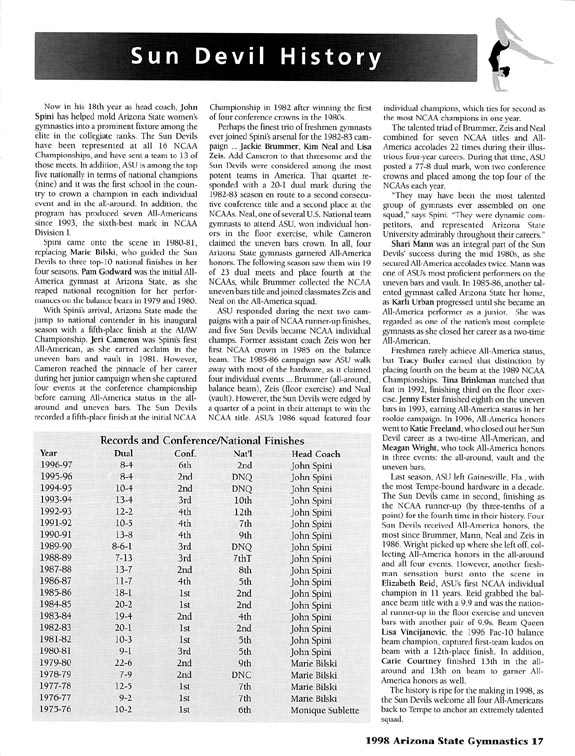 Sun Devil History
Now in his 18th year as head coach, John
Spini has helped mold Arizona State women's
gymnastics into a prominent fixture among the
elite in the collegiate ranks. The Sun Devils
have been represented at all 16 NCAA
Championships, and have sent a team to 13 of
those meets. In addition, ASU is among the top
five nationally in terms of national champions
(nine) and it was the first school in the coun-
try to crown a champion in each individual
event and in the all-around. In addition, the
program has produced seven All-Americans
since 1993, the sixth-best mark in NCAA
Division I.
Spini came onto the scene in 1980-81,
replacing Marie Bilski, who guided the Sun
Devils to three top-10 national finishes in her
four seasons. Pam Godward was the initial All-
America gymnast at Arizona State, as she
reaped national recognition for her perfor-
mances on the balance beam in 1979 and 1980.
With Spini's arrival, Arizona State made the
jump to national contender in his inaugural
season with a fifth-place finish at the AIAW
Championship. Jeri Cameron was Spini's first
All-American, as she earned acclaim in the
uneven bars and vault in 1981. However,
Cameron reached the pinnacle of her career
during her junior campaign when she captured
four events at the conference championship
before earning All-America status in the all-
around and uneven bars. The Sun Devils
recorded a fifth-place finish at the initial NCAA
Championship in 1982 after winning the first
of four conference crowns in the 1980s.
Perhaps the finest trio of freshmen gymnasts
ever joined Spini's arsenal for the 1982-83 cam-
paign ... Jackie Brummer, Kim Neal and Lisa
Zeis. Add Cameron to that threesome and the
Sun Devils were considered among the most
potent teams in America. That quartet re-
sponded with a 20-1 dual mark during the
1982-83 season en route to a second consecu-
tive conference title and a second place at the
NCAAs. Neal, one of several U.S. National team
gymnasts to attend ASU, won individual hon-
ors in the floor exercise, while Cameron
claimed the uneven bars crown. In all, four
Arizona State gymnasts garnered All-America
honors. The following season saw them win 19
of 23 dual meets and place fourth at the
NCAAs, while Brummer collected the NCAA
uneven bars title and joined classmates Zeis and
Neal on the All-America squad.
ASU responded during the next two cam-
paigns with a pair of NCAA runner-up finishes,
and five Sun Devils became NCAA individual
champs. Former assistant coach Zeis won her
first NCAA crown in 1985 on the balance
beam. The 1985-86 campaign saw ASU walk
away with most of the hardware, as it claimed
four individual events ... Brummer (all-around,
balance beam), Zeis (floor exercise) and Neal
(vault). However, the Sun Devils were edged by
a quarter of a point in their attempt to win the
NCAA title. ASU's 1986 squad featured four
individual champions, which ties for second as
the most NCAA champions in one year.
The talented triad of Brummer, Zeis and Neal
combined for seven NCAA titles and All-
America accolades 22 times during their illus-
trious four-year careers. During that time, ASU
posted a 77-8 dual mark, won two conference
crowns and placed among the top four of the
NCAAs each year.
"They may have been the most talented
group of gymnasts ever assembled on one
squad," says Spini. "They were dynamic com-
petitors, and represented Arizona State
University admirably throughout their careers."
Shari Mann was an integral part of the Sun
Devils' success during the mid 1980s, as she
secured All-America accolades twice. Mann was
one of ASU's most proficient performers on the
uneven bars and vault. In 1985-86, another tal-
ented gymnast called Arizona State her home,
as Karli Urban progressed until she became an
All-America performer as a junior. She was
regarded as one of the nation's most complete
gymnasts as she closed her career as a two-time
All-American.
Freshmen rarely achieve All-America status,
but Tracy Butler earned that distinction by
placing fourth on the beam at the 1989 NCAA
Championships. Tina Brinkman matched that
feat in 1992, finishing third on the floor exer-
cise. Jenny Ester finished eighth on the uneven
bars in 1993, earning All-America status in her
rookie campaign. In 1996, All-America honors
went to Katie Freeland, who closed out her Sun
Devil career as a two-time All-American, and
Meagan Wright, who took All-America honors
in three events: the all-around, vault and the
uneven bars.
Last season, ASU left Gainesville, Fla., with
the most Tempe-bound hardware in a decade.
The Sun Devils came in second, finishing as
the NCAA runner-up (by three-tenths of a
point) for the fourth time in their history. Four
Sun Devils received All-America honors, the
most since Brummer, Mann, Neal and Zeis in
1986. Wright picked up where she left off, col-
lecting All-America honors in the all-around
and all four events. However, another fresh-
man sensation burst onto the scene in
Elizabeth Reid, ASU's first NCAA individual
champion in 11 years. Reid grabbed the bal-
ance beam title with a 9.9 and was the nation-
al runner-up in the floor exercise and uneven
bars with another pair of 9.9s. Beam Queen
Lisa Vincijanovic, the 1996 Pac-10 balance
beam champion, captured first-team kudos on
beam with a 12th-place finish. In addition,
Carie Courtney finished 13th in the all-
around and 13th on beam to garner All-
America honors as well.
The history is ripe for the making in 1998, as
the Sun Devils welcome all four All-Americans
back to Tempe to anchor an extremely talented
squad.
Records and Conference/National Finishes
Year Dual Conf. Nat'l Head Coach
1996-97 8-4 6th 2nd John Spini
1995-96 8-4 2nd DNQ John Spini
1994-95 10-4 2nd DNQ John Spini
1993-94 13-4 3rd 10th John Spini
1992-93 12-2 4th 12th John Spini
1991-92 10-5 4th 7th John Spini
1990-91 13-8 4th 9th John Spini
1989-90 8-6-1 3rd DNQ John Spini
1988-89 7-13 3rd 7thT John Spini
1987-88 13-7 2nd 8th John Spini
1986-87 11-7 4th 5th John Spini
1985-86 18-1 1st 2nd John Spini
1984-85 20-2 1st 2nd John Spini
1983-84 19-4 2nd 4th John Spini
1982-83 20-1 1st 2nd John Spini
1981-82 10-3 1st 5th John Spini
1980-81 9-1 3rd 5th John Spini
1979-80 22-6 2nd 9th Marie Bilski
1978-79 7-9 2nd DNC Marie Bilski
1977-78 12-5 1st 7th Marie Bilski
1976-77 9-2 1st 7th Marie Bilski
1975-76 10-2 1st 6th Monique Sublette
1998 Arizona State Gymnastics 17